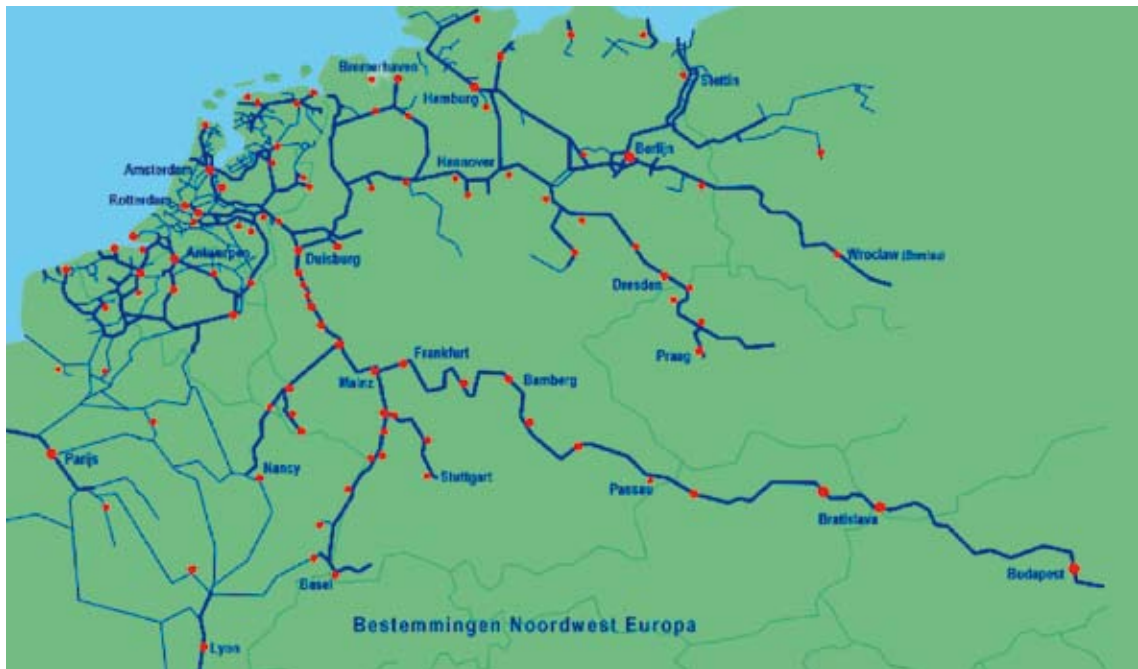 Bremerhaven
Hamburg
Stettin
Amsterdam
Hannover
Berlijn
Rotterdam
Antwerpen
Duisburg
Wroclaw (Breslau)
Dresden
Praag
Frankfurt
Mainz
Bamberg
Parijs
Nancy
Stuttgart
Passau
Bratislava
Basel
Budapest
Bestemmingen Noordwest Europa
Lyon